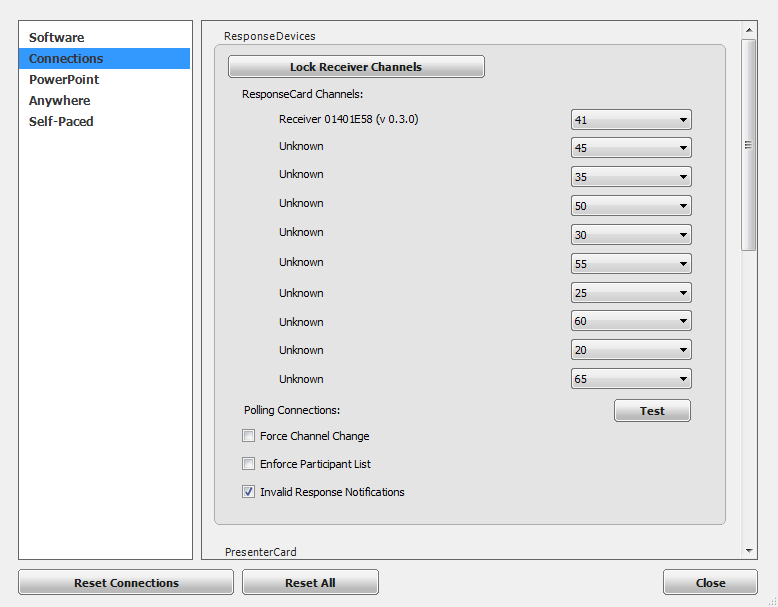 Software
Connections
PowerPoint
Anywhere
Self-Paced
ResponseDevices
Lock Receiver Channels
ResponseCard Channels:
Receiver 01401E58 (v 0.3.0) 41
Unknown 45
Unknown 35
Unknown 50
Unknown 30
Unknown 55
Unknown 25
Unknown 60
Unknown 20
Unknown 65
Polling Connections: Test
Force Channel Change
Enforce Participant List
Invalid Response Notifications
PresenterCard
Reset Connections Reset All Close